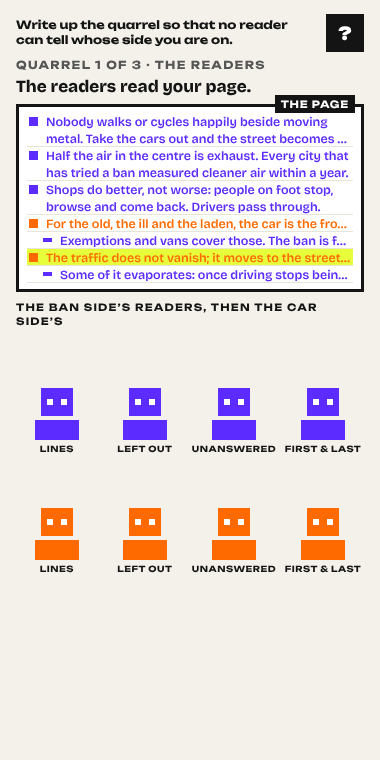 Write up the quarrel so that no reader
can tell whose side you are on.
?
QUARREL 1 OF 3 · THE READERS
The readers read your page.
THE PAGE
Nobody walks or cycles happily beside moving
metal. Take the cars out and the street becomes ...
Half the air in the centre is exhaust. Every city that
has tried a ban measured cleaner air within a year.
Shops do better, not worse: people on foot stop,
browse and come back. Drivers pass through.
For the old, the ill and the laden, the car is the fro...
Exemptions and vans cover those. The ban is f...
The traffic does not vanish; it moves to the street...
Some of it evaporates: once driving stops bein...
THE BAN SIDE'S READERS, THEN THE CAR
SIDE'S
LINES LEFT OUT UNANSWERED FIRST & LAST
LINES LEFT OUT UNANSWERED FIRST & LAST